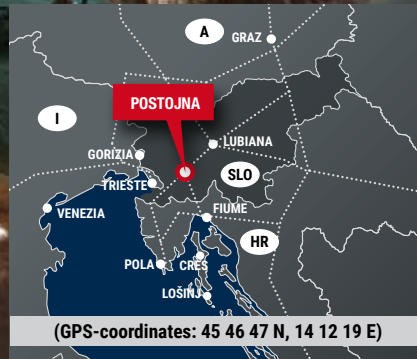 A
GRAZ
POSTOJNA
I
LUBIANA
GORÍZIA
SLO
TRIESTE
VENEZIA
FIUME
HR
POLA
CRES
LOŠINJ
(GPS-coordinates: 45 46 47 N, 14 12 19 E)